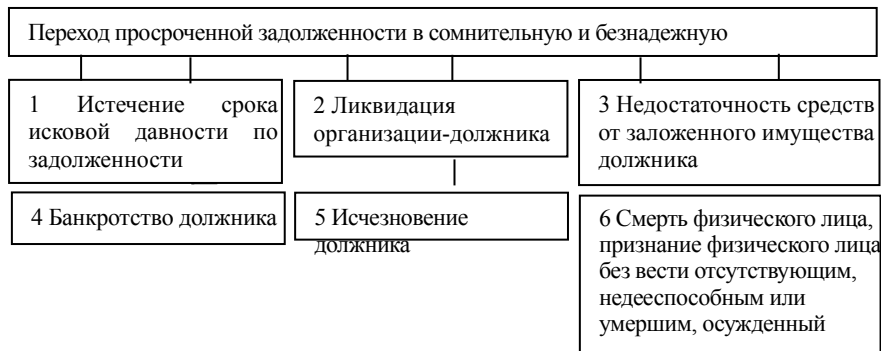 Переход просроченной задолженности в сомнительную и безнадежную
1 Истечение срока
исковой давности по
задолженности
2 Ликвидация
организации-должника
3 Недостаточность средств
от заложенного имущества
должника
4 Банкротство должника
5 Исчезновение
должника
6 Смерть физического лица,
признание физического лица
без вести отсутствующим,
недееспособным или
умершим, осужденный